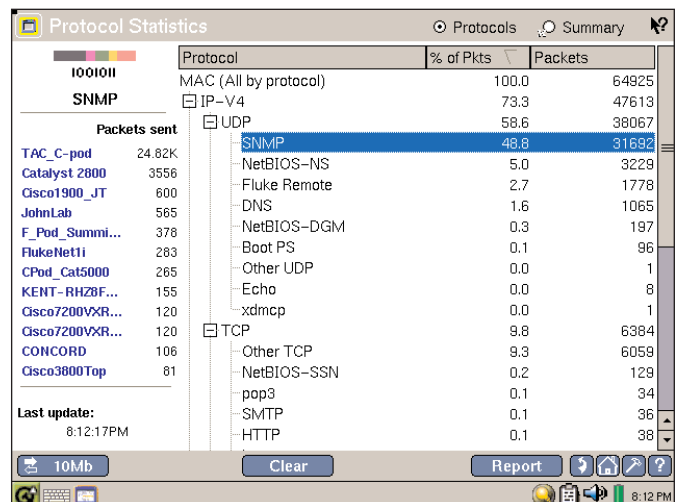 Protocol Statistics
Protocols Summary
1001011
SNMP
Packets sent
TAC_C-pod 24.82K
Catalyst 2800 3556
Cisco1900_JT 600
JohnLab 565
F_Pod_Summi... 378
FlukeNet1i 283
CPod_Cat5000 265
KENT-RHZ8F... 155
Cisco7200VXR... 120
Cisco7200VXR... 120
CONCORD 106
Cisco3800Top 81
Last update:
8:12:17PM
Protocol % of Pkts Packets
MAC (All by protocol) 100.0 64925
IP-V4 73.3 47613
UDP 58.6 38067
SNMP 48.8 31692
NetBIOS-NS 5.0 3229
Fluke Remote 2.7 1778
DNS 1.6 1065
NetBIOS-DGM 0.3 197
Boot PS 0.1 96
Other UDP 0.0 1
Echo 0.0 8
xdmcp 0.0 1
TCP 9.8 6384
Other TCP 9.3 6059
NetBIOS-SSN 0.2 129
pop3 0.1 34
SMTP 0.1 36
HTTP 0.1 38
10Mb Clear Report ?
8:12 PM